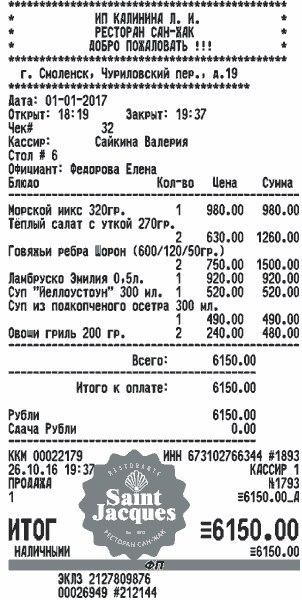 ****************************************
* ИП КАЛИНИНА Л. И. *
* РЕСТОРАН САН-ЖАК *
* ДОБРО ПОЖАЛОВАТЬ !!! *
****************************************
г. Смоленск, Чуриловский пер., д.19
****************************************
Дата: 01-01-2017
Открыт: 18:19 Закрыт: 19:37
Чек# 32
Кассир: Сайкина Валерия
Стол # 6
Официант: Федорова Елена
Блюдо Кол-во Цена Сумма
Морской микс 320гр. 1 980.00 980.00
Тёплый салат с уткой 270гр.
2 630.00 1260.00
Говяжьи ребра Шорон (600/120/50гр.)
2 750.00 1500.00
Ламбруско Эмилия 0,5л. 1 920.00 920.00
Суп "Йеллоустоун" 300 мл. 1 520.00 520.00
Суп из подкопченого осетра 300 мл.
1 490.00 490.00
Овощи гриль 200 гр. 2 240.00 480.00
Всего: 6150.00
Итого к оплате: 6150.00
Рубли 6150.00
Сдача Рубли 0.00
ККМ 00022179 ИНН 673102766344 #1893
26.10.16 19:37 КАССИР 1
ПРОДАЖА №1793
1 ≡6150.00_А
RISTORANTE
Saint
Jacques
РЕСТОРАН САН-ЖАК
ИТОГ ≡6150.00
НАЛИЧНЫМИ ≡6150.00
ФП
ЭКЛЗ 2127809876
00026949 #212144